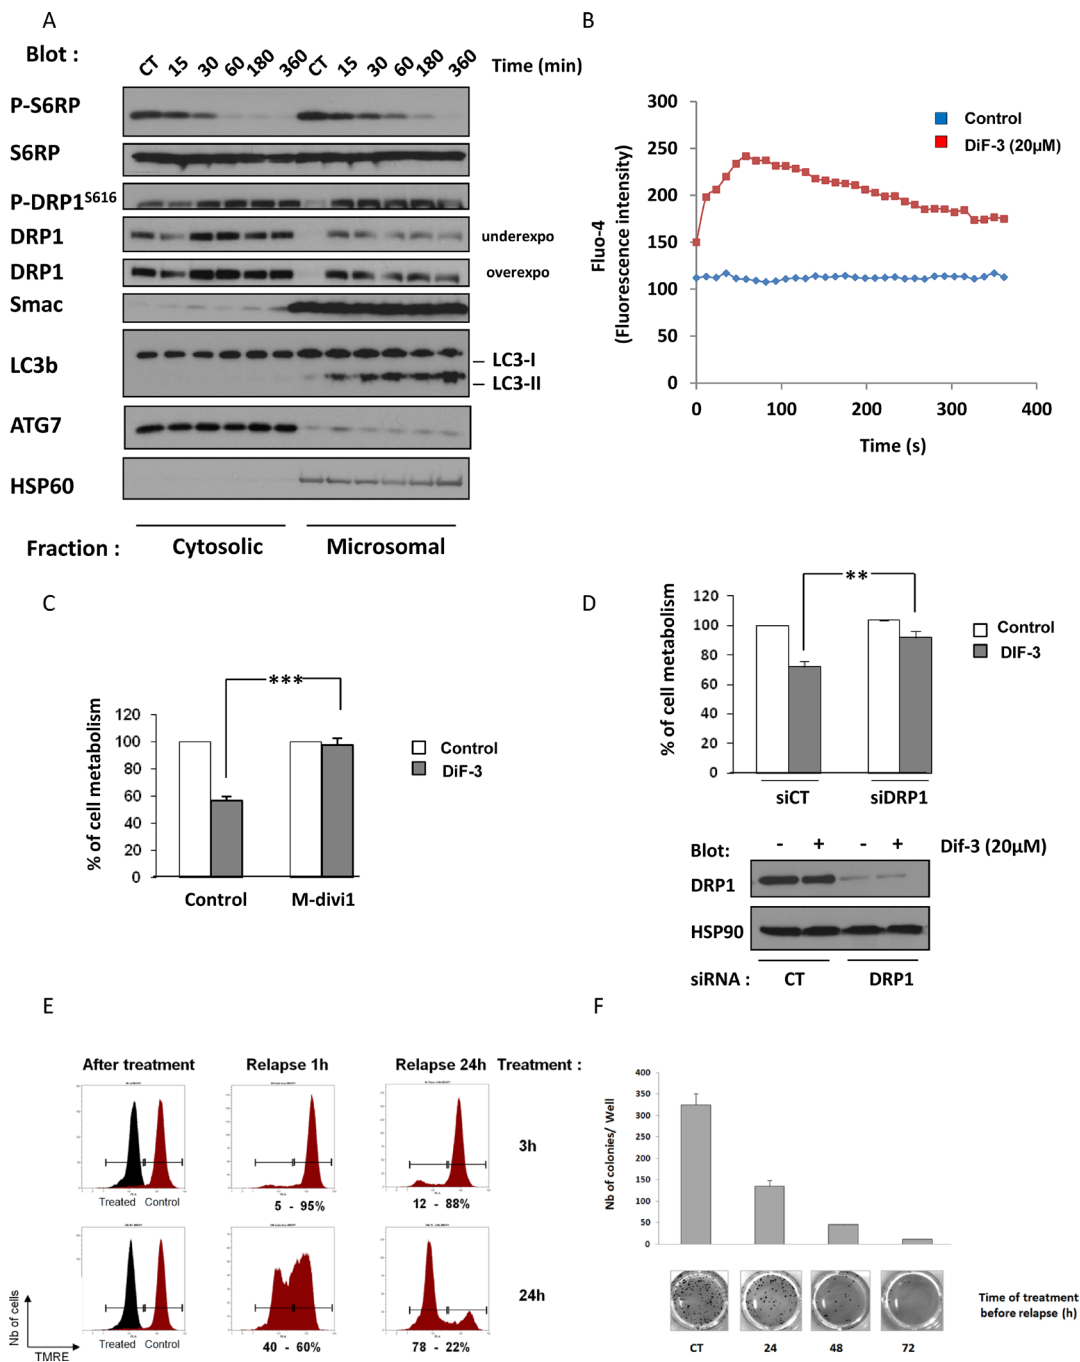 A
Blot :
CT 15 30 60 180 360 CT 15 30 60 180 360 Time (min)
P-S6RP
S6RP
P-DRP1S616
DRP1 underexpo
DRP1 overexpo
Smac
LC3b
LC3-I
LC3-II
ATG7
HSP60
Fraction : Cytosolic Microsomal
B
Control
DiF-3 (20µM)
Fluo-4
(Fluorescence intensity)
300
250
200
150
100
50
0
0 100 200 300 400
Time (s)
C
***
% of cell metabolism
120
100
80
60
40
20
0
Control
DiF-3
Control M-divi1
D
**
% of cell metabolism
120
100
80
60
40
20
0
Control
DIF-3
siCT siDRP1
Blot: - + - + Dif-3 (20µM)
DRP1
HSP90
siRNA : CT DRP1
E
After treatment Relapse 1h Relapse 24h Treatment :
3h
Treated Control
5 - 95%
12 - 88%
24h
Treated Control
40 - 60%
78 - 22%
Nb of cells
TMRE
F
Nb of colonies/ Well
400
350
300
250
200
150
100
50
0
Time of treatment
before relapse (h)
CT 24 48 72